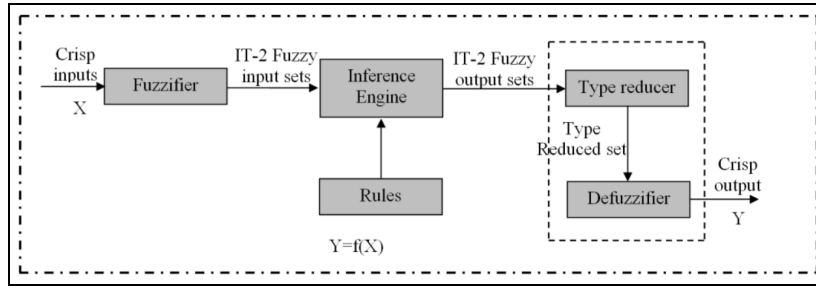 Crisp
inputs
X
Fuzzifier
IT-2 Fuzzy
input sets
Inference
Engine
Rules
Y=f(X)
IT-2 Fuzzy
output sets
Type reducer
Type
Reduced set
Defuzzifier
Crisp
output
Y